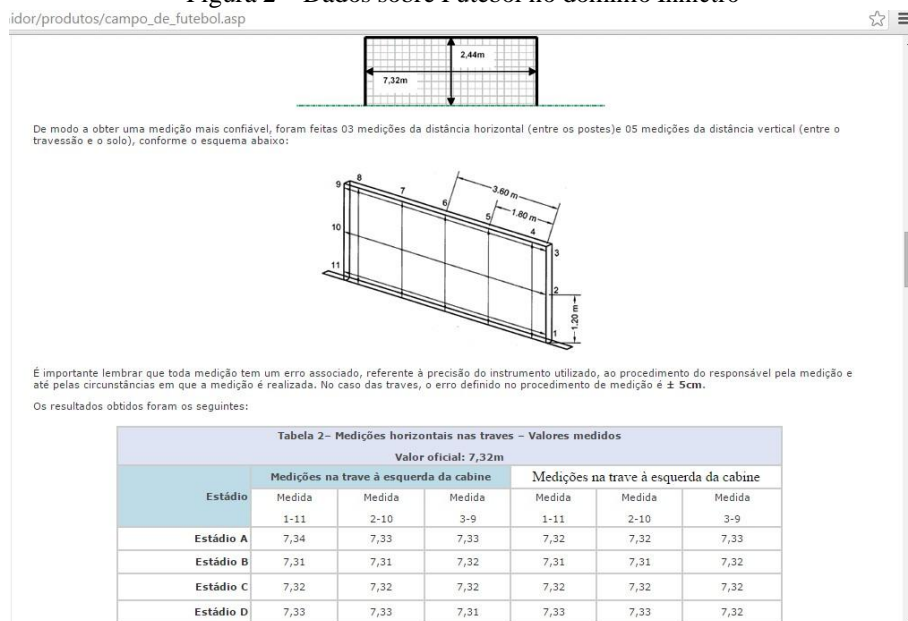 Figura 2 – Dados sobre Futebol no domínio Inmetro
idor/produtos/campo_de_futebol.asp
2,44m
7,32m
De modo a obter uma medição mais confiável, foram feitas 03 medições da distância horizontal (entre os postes)e 05 medições da distância vertical (entre o
travessão e o solo), conforme o esquema abaixo:
3.60 m
1.80 m
9 8 7 6 5 4 3
10 2
11 1
1.20 m
É importante lembrar que toda medição tem um erro associado, referente à precisão do instrumento utilizado, ao procedimento do responsável pela medição e
até pelas circunstâncias em que a medição é realizada. No caso das traves, o erro definido no procedimento de medição é ± 5cm.
Os resultados obtidos foram os seguintes:
Tabela 2– Medições horizontais nas traves – Valores medidos
Valor oficial: 7,32m
Estádio Medições na trave à esquerda da cabine Medições na trave à esquerda da cabine
Medida Medida Medida Medida Medida Medida
1-11 2-10 3-9 1-11 2-10 3-9
Estádio A 7,34 7,33 7,33 7,32 7,32 7,33
Estádio B 7,31 7,31 7,32 7,31 7,31 7,32
Estádio C 7,32 7,32 7,32 7,32 7,32 7,32
Estádio D 7,33 7,33 7,31 7,33 7,33 7,32